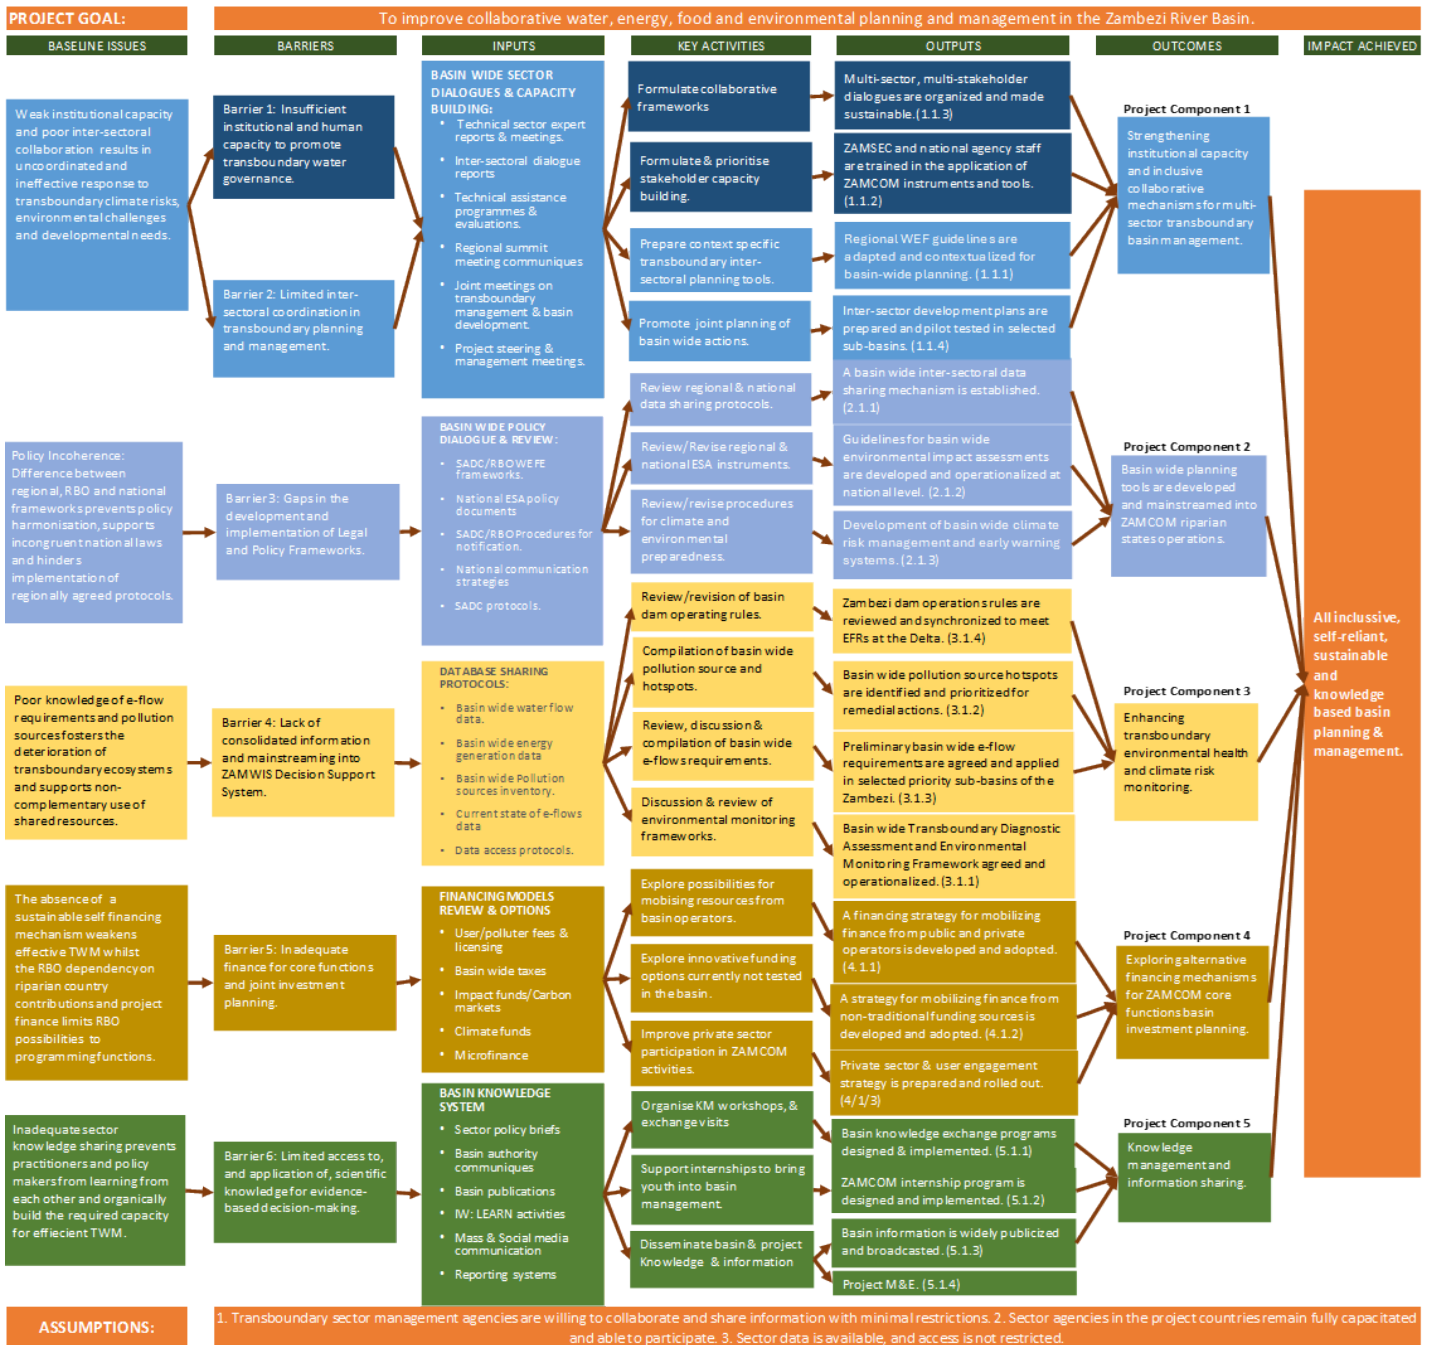 PROJECT GOAL:
To improve collaborative water, energy, food and environmental planning and management in the Zambezi River Basin.
BASELINE ISSUES
BARRIERS
INPUTS
KEY ACTIVITIES
OUTPUTS
OUTCOMES
IMPACT ACHIEVED
Weak institutional capacity
and poor inter-sectoral
collaboration results in
uncoordinated and
ineffective response to
transboundary climate risks,
environmental challenges
and developmental needs.
Barrier 1: Insufficient
institutional and human
capacity to promote
transboundary water
governance.
Barrier 2: Limited inter-
sectoral coordination in
transboundary planning
and management.
BASIN WIDE SECTOR
DIALOGUES & CAPACITY
BUILDING:
• Technical sector expert
reports & meetings.
• Inter-sectoral dialogue
reports
• Technical assistance
programmes &
evaluations.
• Regional summit
meeting communiques
• Joint meetings on
transboundary
management & basin
development.
• Project steering &
management meetings.
Formulate collaborative
frameworks
Formulate & prioritise
stakeholder capacity
building.
Prepare context specific
transboundary inter-
sectoral planning tools.
Promote joint planning of
basin wide actions.
Multi-sector, multi-stakeholder
dialogues are organized and made
sustainable.(1.1.3)
ZAMSEC and national agency staff
are trained in the application of
ZAMCOM instruments and tools.
(1.1.2)
Regional WEF guidelines are
adapted and contextualized for
basin-wide planning. (1.1.1)
Inter-sector development plans are
prepared and pilot tested in selected
sub-basins. (1.1.4)
Project Component 1
Strengthening
institutional capacity
and inclusive
collaborative
mechanisms for multi-
sector transboundary
basin management.
Policy Incoherence:
Difference between
regional, RBO and national
frameworks prevents policy
harmonisation, supports
incongruent national laws
and hinders
implementation of
regionally agreed protocols.
Barrier 3: Gaps in the
development and
implementation of Legal
and Policy Frameworks.
BASIN WIDE POLICY
DIALOGUE & REVIEW:
• SADC/RBO WEFE
frameworks.
• National ESA policy
documents
• SADC/RBO Procedures for
notification.
• National communication
strategies
• SADC protocols.
Review regional & national
data sharing protocols.
Review/Revise regional &
national ESA instruments.
Review/revise procedures
for climate and
environmental
preparedness.
A basin wide inter-sectoral data
sharing mechanism is established.
(2.1.1)
Guidelines for basin wide
environmental impact assessments
are developed and operationalized at
national level. (2.1.2)
Development of basin wide climate
risk management and early warning
systems. (2.1.3)
Project Component 2
Basin wide planning
tools are developed
and mainstreamed into
ZAMCOM riparian
states operations.
Poor knowledge of e-flow
requirements and pollution
sources fosters the
deterioration of
transboundary ecosystems
and supports non-
complementary use of
shared resources.
Barrier 4: Lack of
consolidated information
and mainstreaming into
ZAMWIS Decision Support
System.
DATABASE SHARING
PROTOCOLS:
• Basin wide water flow
data.
• Basin wide energy
generation data
• Basin wide Pollution
sources inventory.
• Current state of e-flows
data
• Data access protocols.
Review/revision of basin
dam operating rules.
Compilation of basin wide
pollution source and
hotspots.
Review, discussion &
compilation of basin wide
e-flows requirements.
Discussion & review of
environmental monitoring
frameworks.
Zambezi dam operations rules are
reviewed and synchronized to meet
EFRs at the Delta. (3.1.4)
Basin wide pollution source hotspots
are identified and prioritized for
remedial actions. (3.1.2)
Preliminary basin wide e-flow
requirements are agreed and applied
in selected priority sub-basins of the
Zambezi. (3.1.3)
Basin wide Transboundary Diagnostic
Assessment and Environmental
Monitoring Framework agreed and
operationalized. (3.1.1)
Project Component 3
Enhancing
transboundary
environmental health
and climate risk
monitoring.
The absence of a
sustainable self financing
mechanism weakens
effective TWM whilst
the RBO dependency on
riparian country
contributions and project
finance limits RBO
possibilities to
programming functions.
Barrier 5: Inadequate
finance for core functions
and joint investment
planning.
FINANCING MODELS
REVIEW & OPTIONS
• User/polluter fees &
licensing
• Basin wide taxes
• Impact funds/Carbon
markets
• Climate funds
• Microfinance
Explore possibilities for
mobising resources from
basin operators.
Explore innovative funding
options currently not tested
in the basin.
Improve private sector
participation in ZAMCOM
activities.
A financing strategy for mobilizing
finance from public and private
operators is developed and adopted.
(4.1.1)
A strategy for mobilizing finance from
non-traditional funding sources is
developed and adopted. (4.1.2)
Private sector & user engagement
strategy is prepared and rolled out.
(4/1/3)
Project Component 4
Exploring alternative
financing mechanisms
for ZAMCOM core
functions basin
investment planning.
Inadequate sector
knowledge sharing prevents
practitioners and policy
makers from learning from
each other and organically
build the required capacity
for effiecient TWM.
Barrier 6: Limited access to,
and application of, scientific
knowledge for evidence-
based decision-making.
BASIN KNOWLEDGE
SYSTEM
• Sector policy briefs
• Basin authority
communiques
• Basin publications
• IW: LEARN activities
• Mass & Social media
communication
• Reporting systems
Organise KM workshops, &
exchange visits
Support internships to bring
youth into basin
management.
Disseminate basin & project
Knowledge & information
Basin knowledge exchange programs
designed & implemented. (5.1.1)
ZAMCOM internship program is
designed and implemented. (5.1.2)
Basin information is widely publicized
and broadcasted. (5.1.3)
Project M&E. (5.1.4)
Project Component 5
Knowledge
management and
information sharing.
All inclussive,
self-reliant,
sustainable
and
knowledge
based basin
planning &
management.
ASSUMPTIONS:
1. Transboundary sector management agencies are willing to collaborate and share information with minimal restrictions. 2. Sector agencies in the project countries remain fully capacitated
and able to participate. 3. Sector data is available, and access is not restricted.